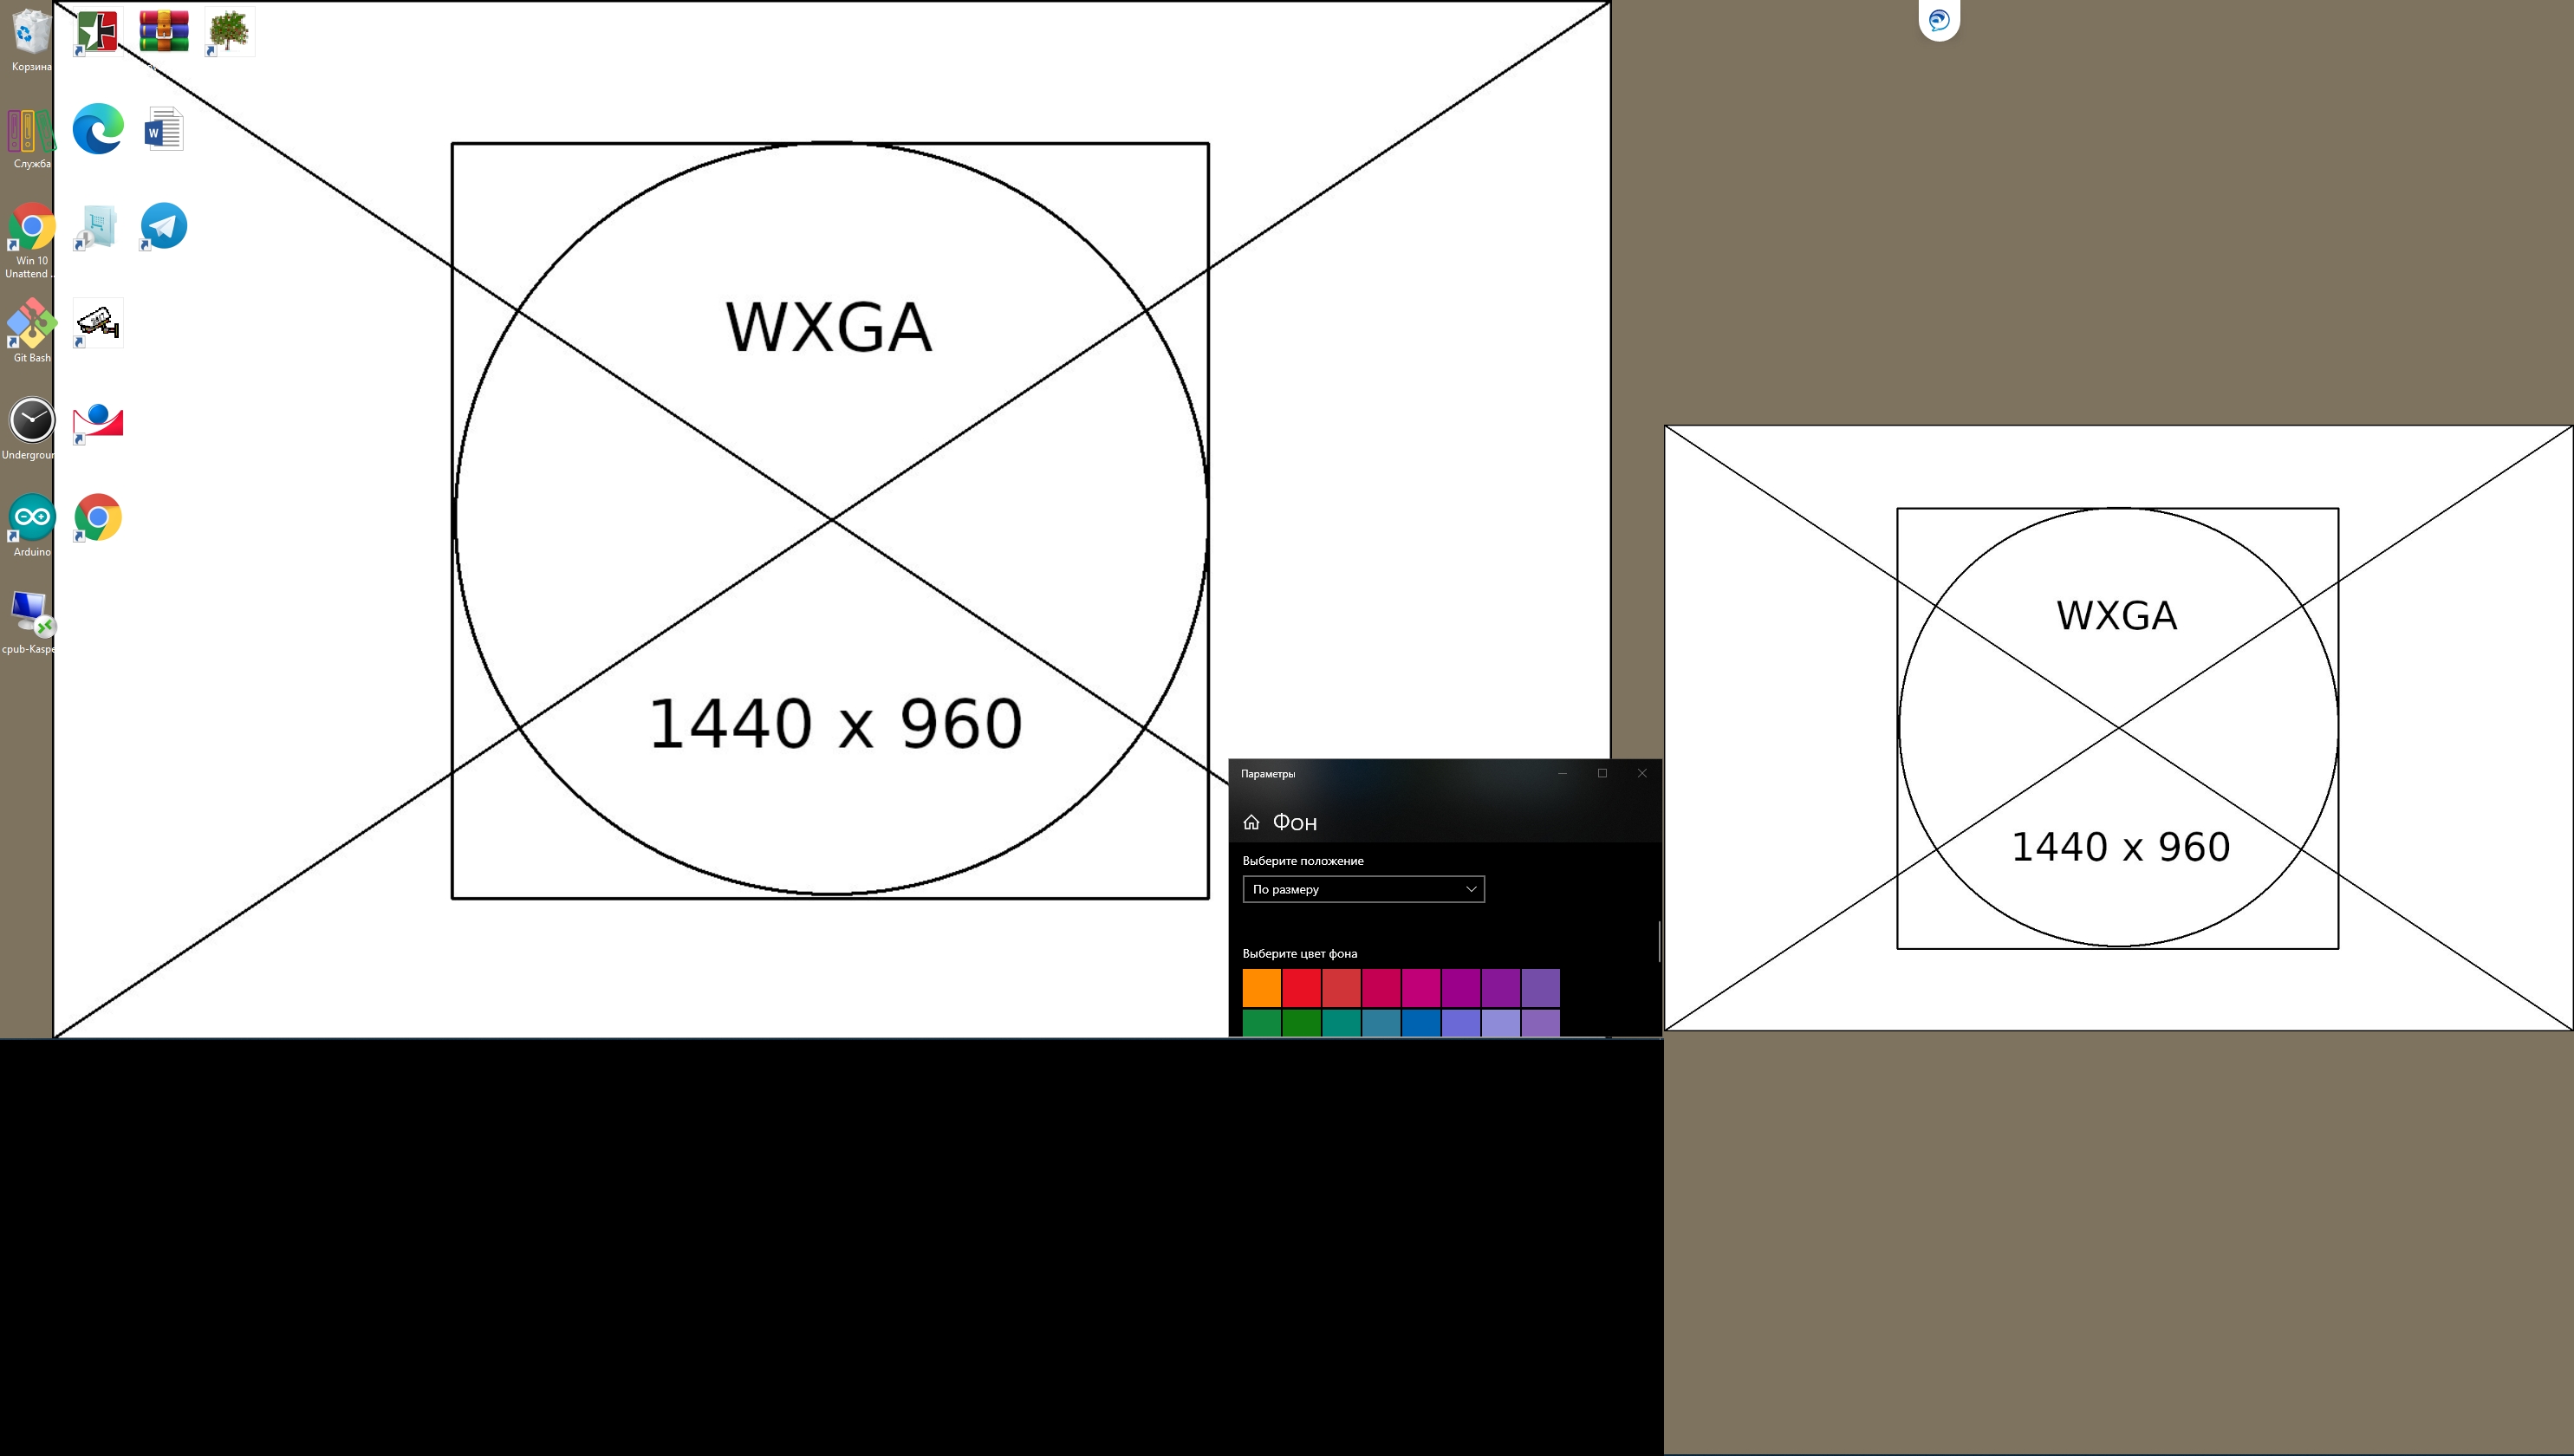 Корзина
Служба
Win 10
Unattend ...
Git Bash
Undergroun
Arduino
cpub-Kaspe
W
WXGA
1440 x 960
Параметры
Фон
Выберите положение
По размеру
Выберите цвет фона
WXGA
1440 x 960